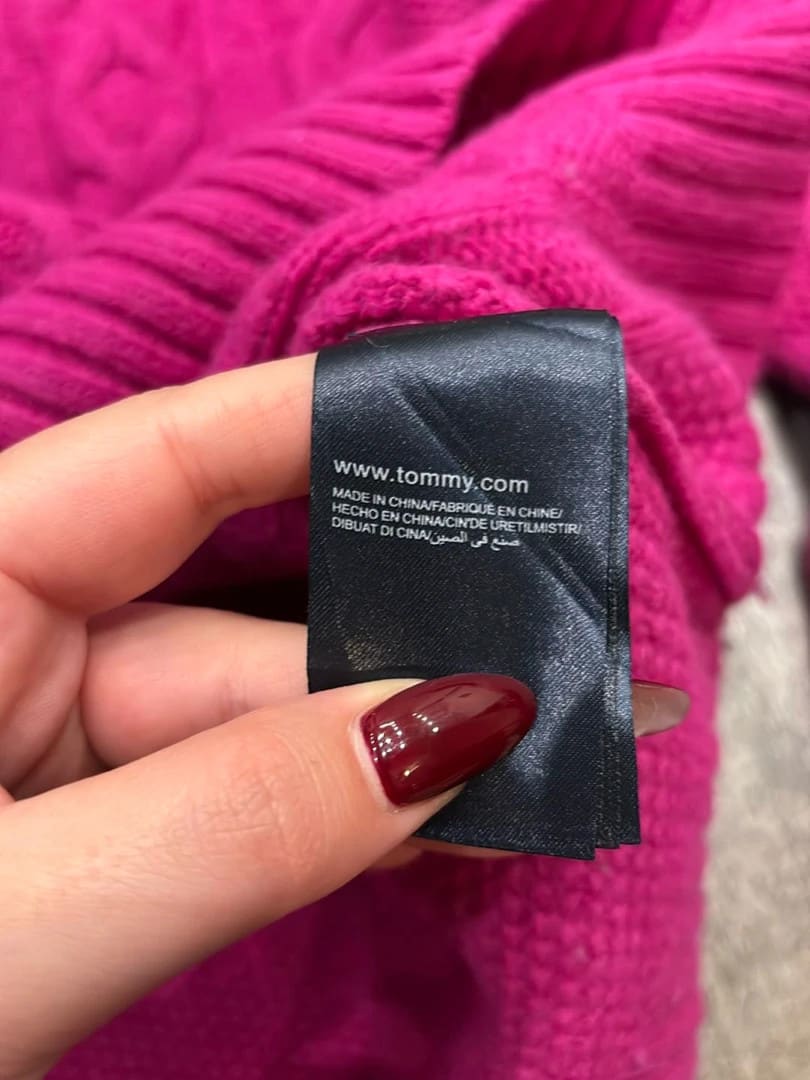 www.tommy.com
MADE IN CHINA/FABRIQUÉ EN CHINE/
HECHO EN CHINA/CIN'DE URETILMISTIR/
DIBUAT DI CINA/صنع في الصين